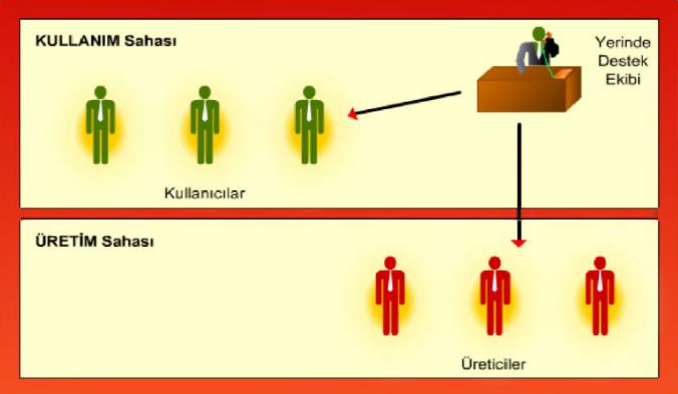 KULLANIM Sahası
Yerinde
Destek
Ekibi
Kullanıcılar
ÜRETİM Sahası
Üreticiler